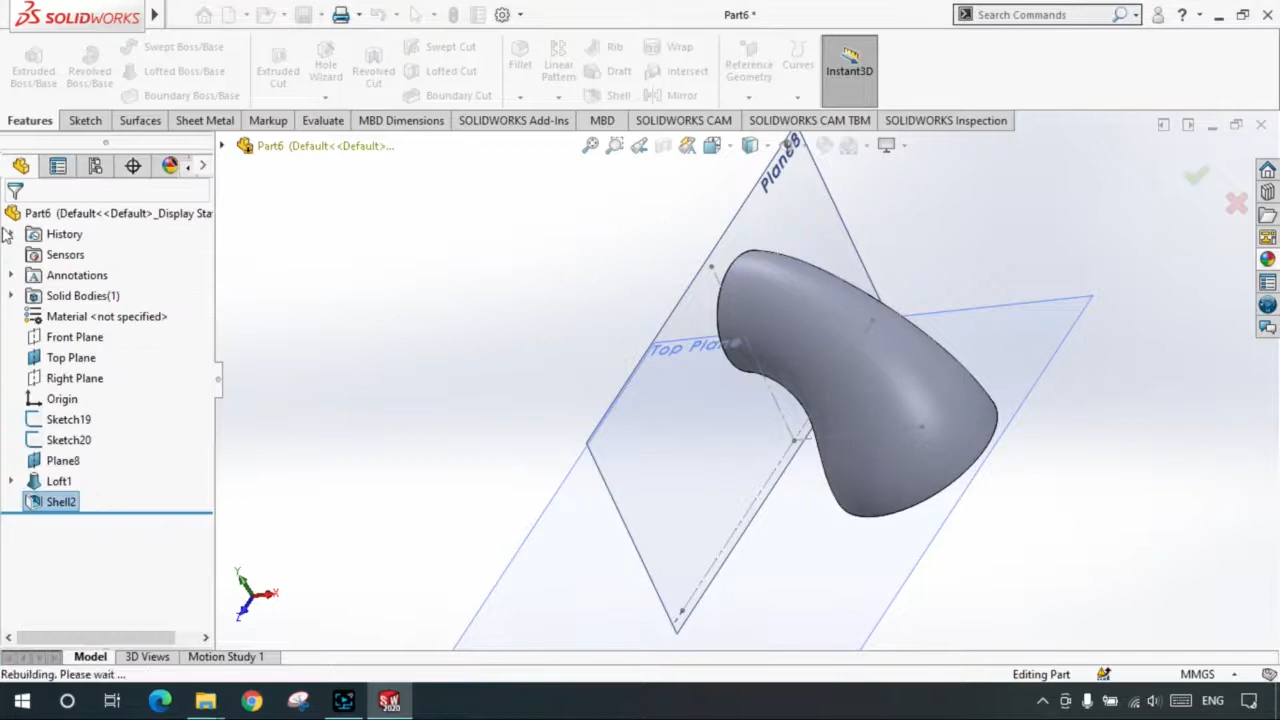 SOLIDWORKS
Part6 *
Search Commands
Extruded Boss/Base
Revolved Boss/Base
Swept Boss/Base
Lofted Boss/Base
Boundary Boss/Base
Extruded Cut
Hole Wizard
Revolved Cut
Swept Cut
Lofted Cut
Boundary Cut
Fillet
Linear Pattern
Rib
Draft
Shell
Wrap
Intersect
Mirror
Reference Geometry
Curves
Instant3D
Features
Sketch
Surfaces
Sheet Metal
Markup
Evaluate
MBD Dimensions
SOLIDWORKS Add-Ins
MBD
SOLIDWORKS CAM
SOLIDWORKS CAM TBM
SOLIDWORKS Inspection
Part6 (Default<<Default>...
Part6 (Default<<Default>_Display Sta
History
Sensors
Annotations
Solid Bodies(1)
Material <not specified>
Front Plane
Top Plane
Right Plane
Origin
Sketch19
Sketch20
Plane8
Loft1
Shell2
Plane8
Top Plane
Y
X
Z
Model
3D Views
Motion Study 1
Rebuilding. Please wait ...
Editing Part
MMGS
SW 2020
ENG